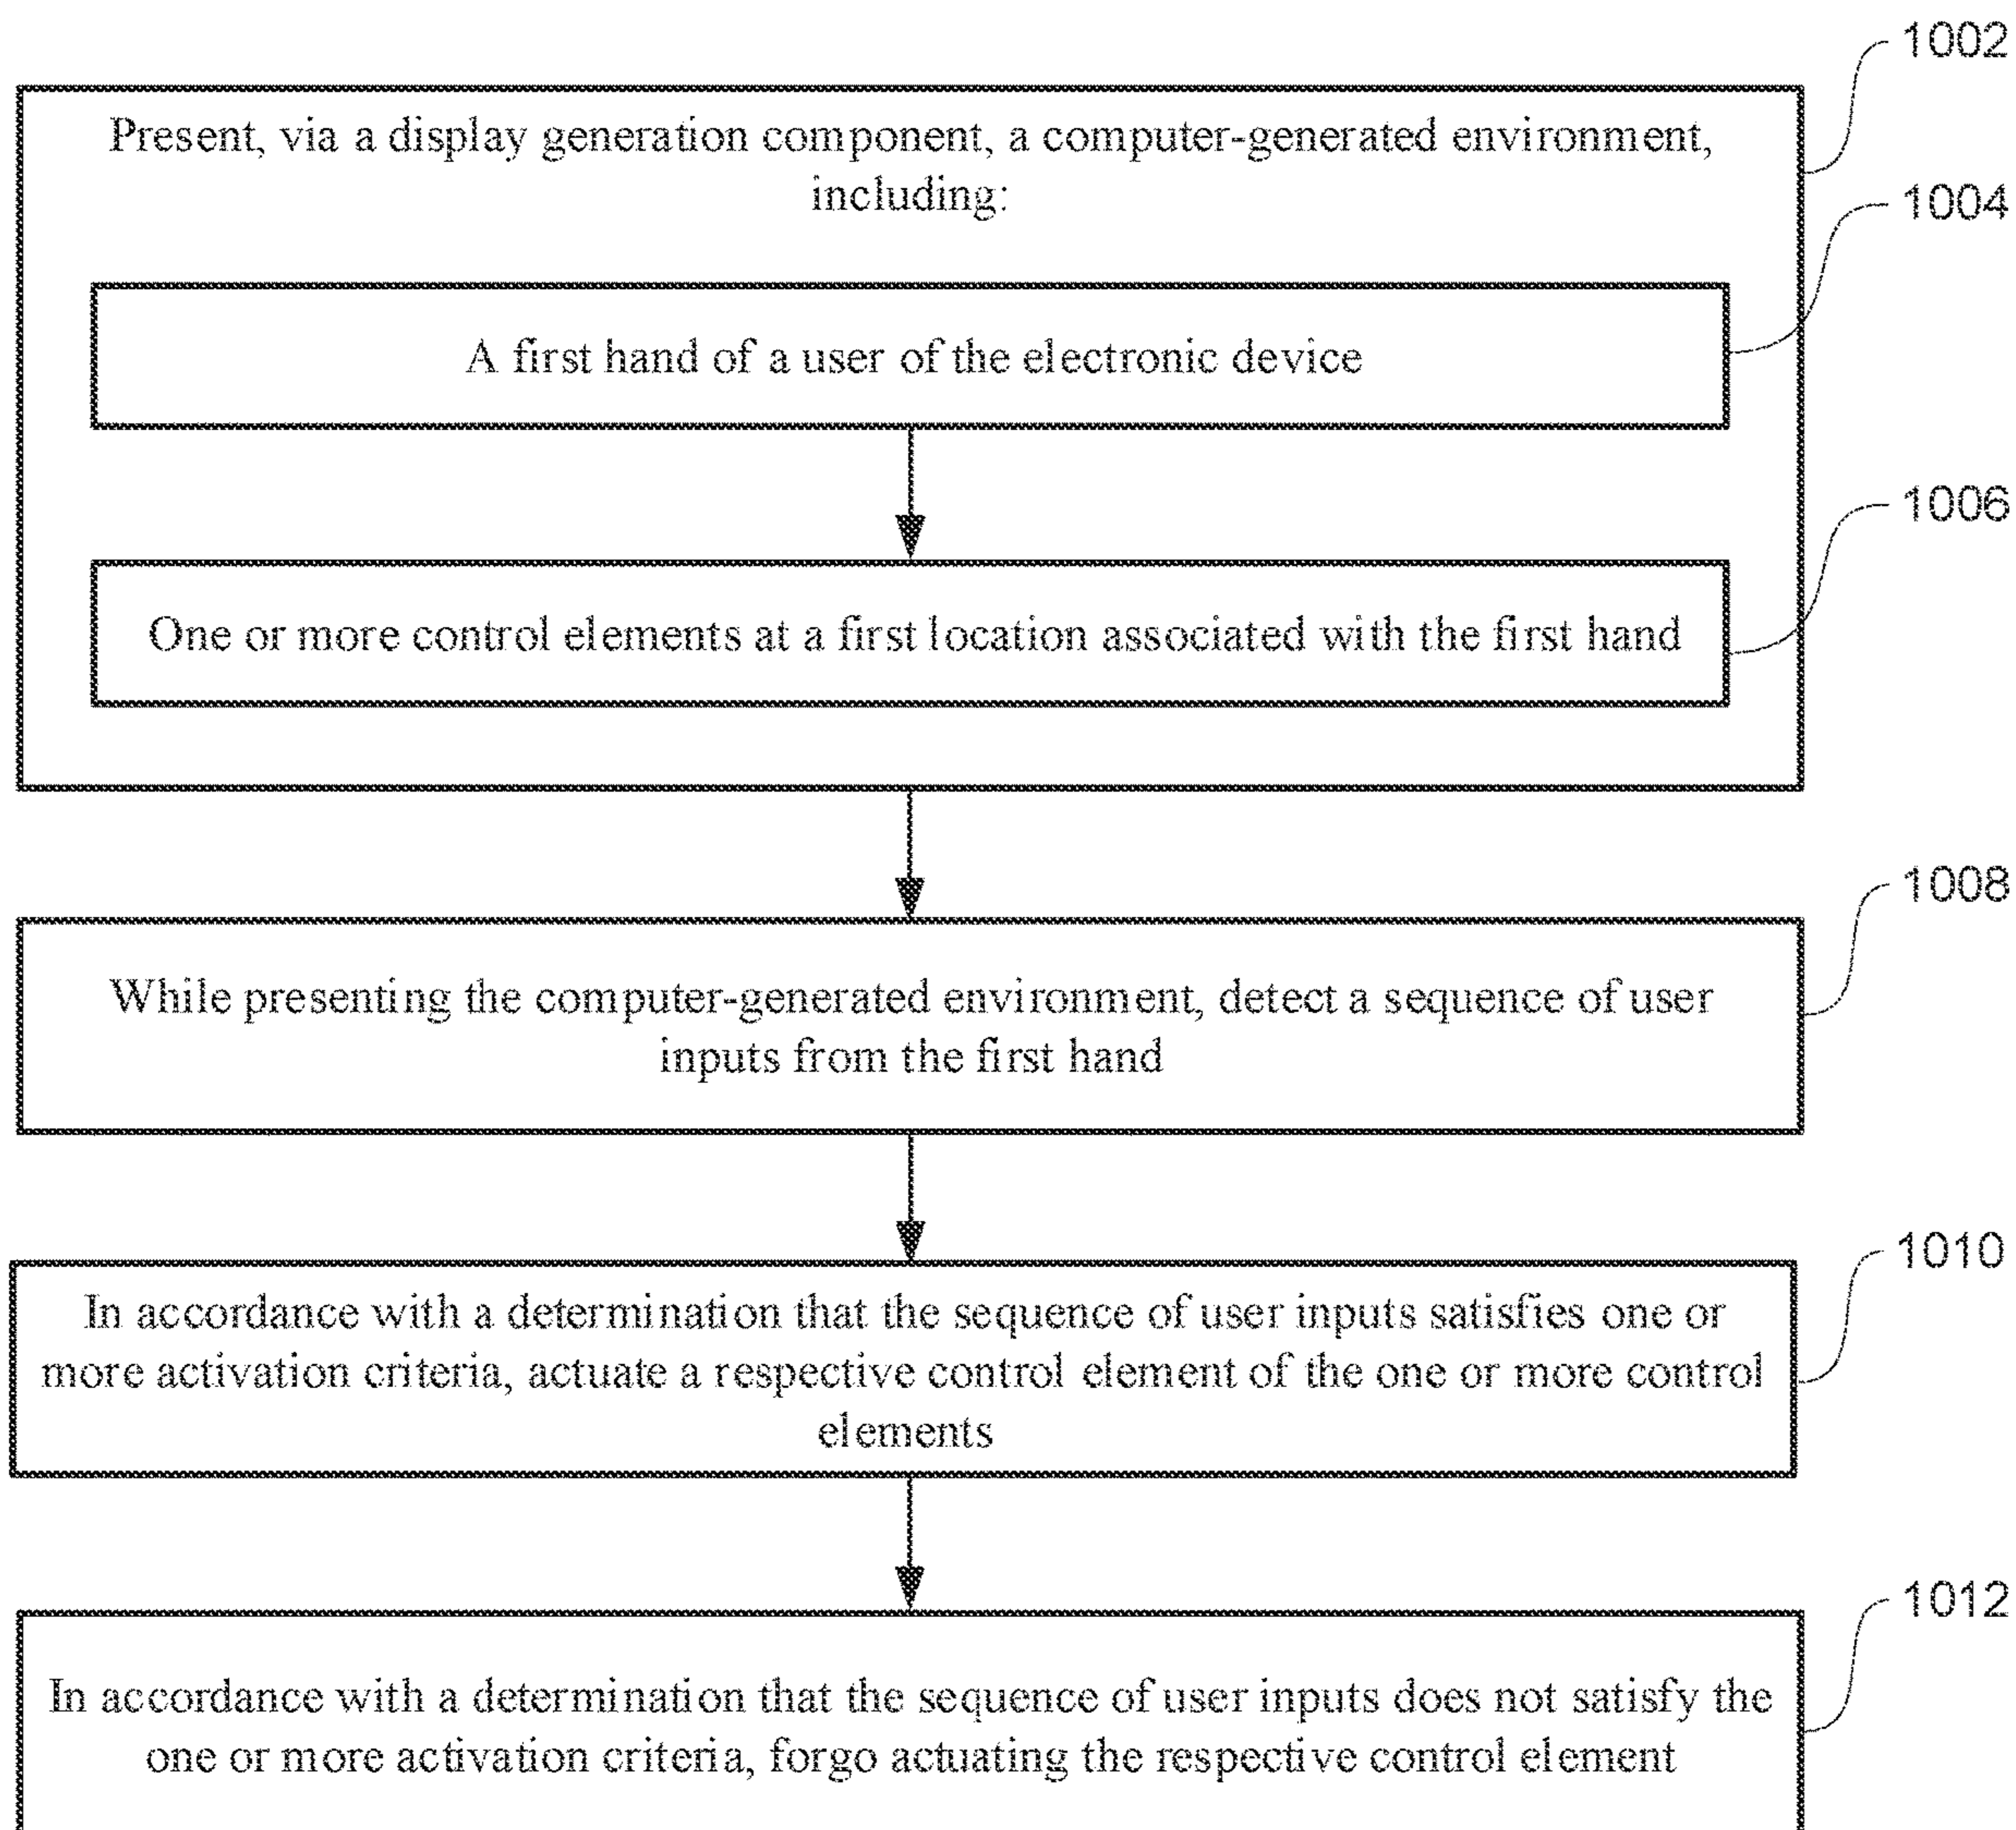 1002
Present, via a display generation component, a computer-generated environment,
including:
1004
A first hand of a user of the electronic device
1006
One or more control elements at a first location associated with the first hand
1008
While presenting the computer-generated environment, detect a sequence of user
inputs from the first hand
1010
In accordance with a determination that the sequence of user inputs satisfies one or
more activation criteria, actuate a respective control element of the one or more control
elements
1012
In accordance with a determination that the sequence of user inputs does not satisfy the
one or more activation criteria, forgo actuating the respective control element